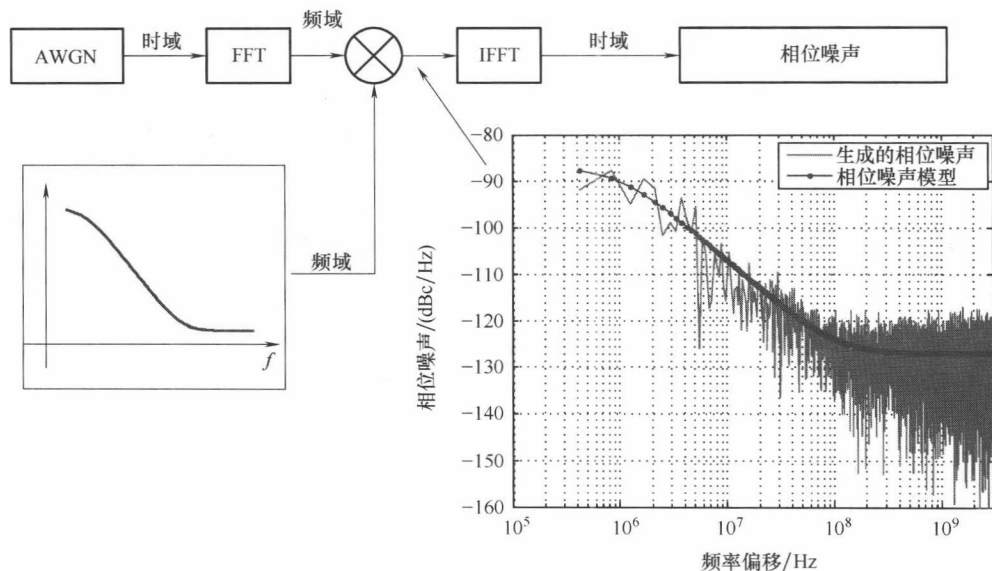 AWGN
时域
FFT
频域
IFFT
时域
相位噪声
频域
f
生成的相位噪声
相位噪声模型
相位噪声/(dBc/Hz)
−80
−90
−100
−110
−120
−130
−140
−150
−160
10⁵
10⁶
10⁷
10⁸
10⁹
频率偏移/Hz